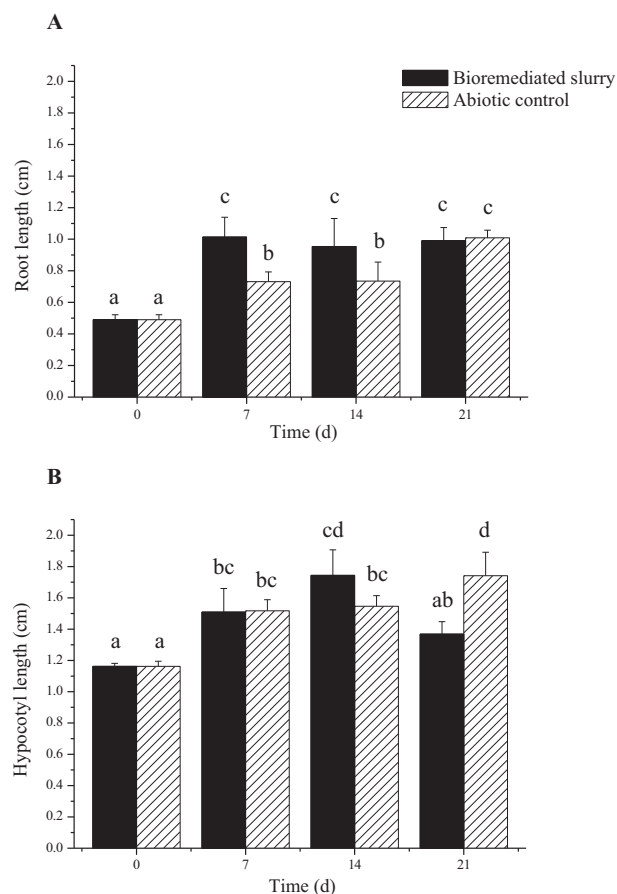 A
Bioremediated slurry
Abiotic control
Root length (cm)
2.0
1.8
1.6
1.4
1.2
1.0
0.8
0.6
0.4
0.2
0.0
a a c b c b c c
0 7 14 21
Time (d)
B
Hypocotyl length (cm)
2.0
1.8
1.6
1.4
1.2
1.0
0.8
0.6
0.4
0.2
0.0
a a bc bc cd bc ab d
0 7 14 21
Time (d)